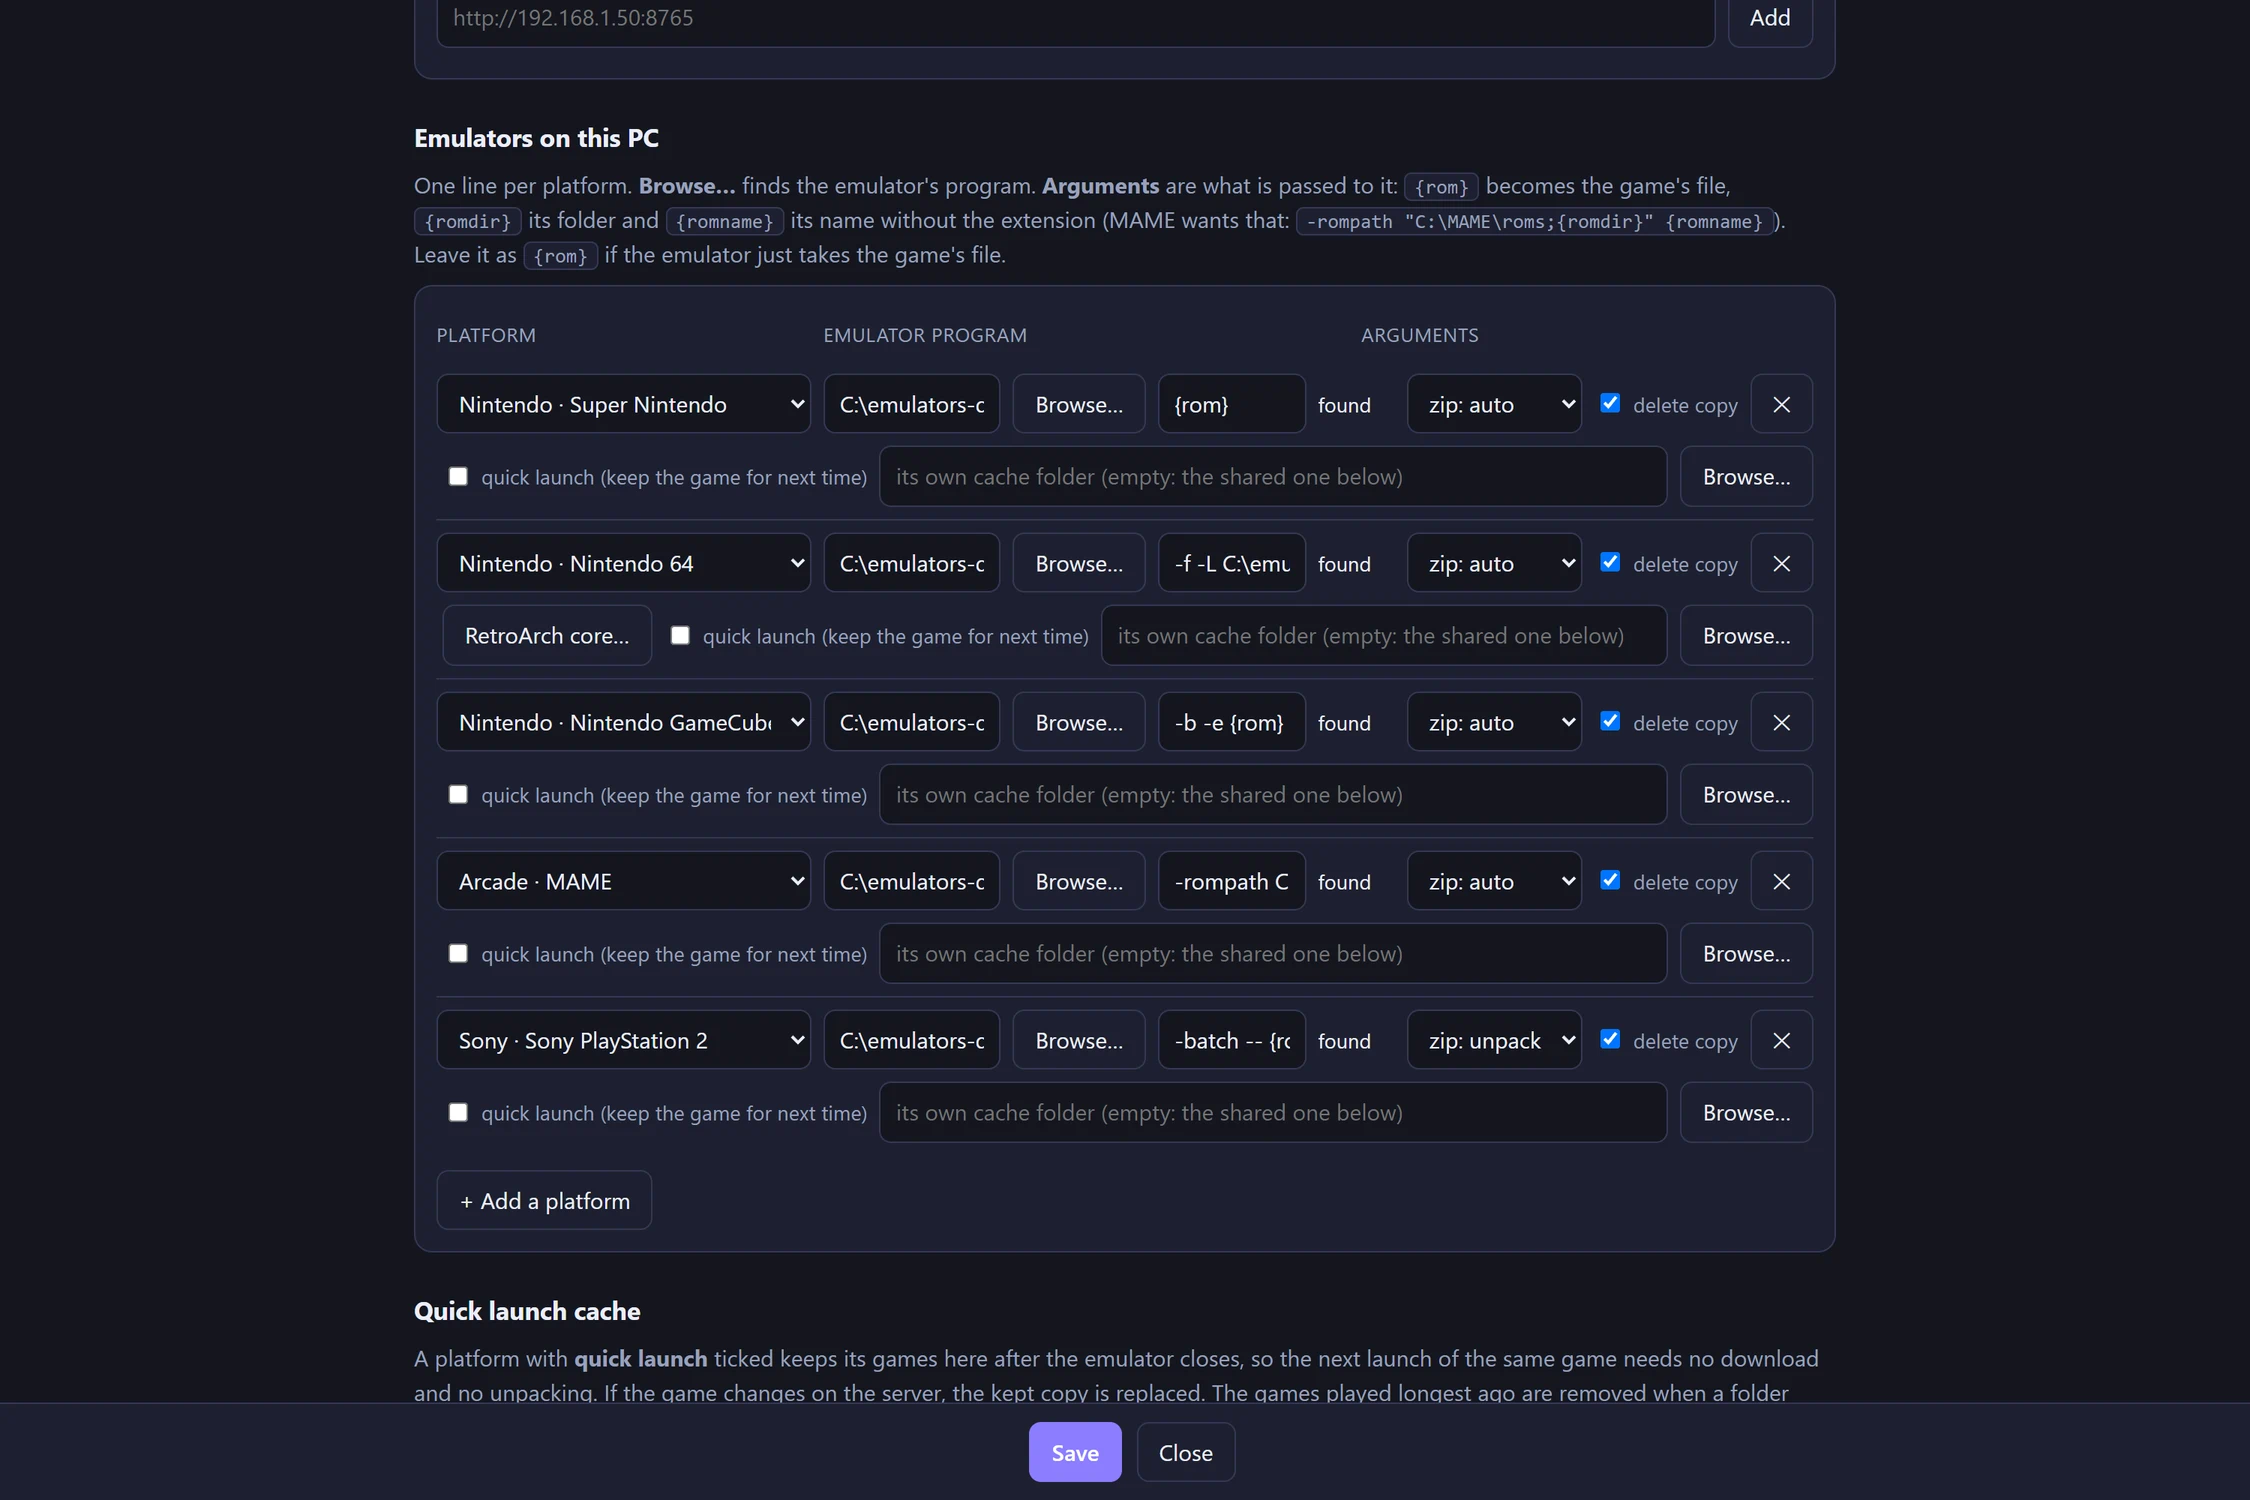 http://192.168.1.50:8765 Add
Emulators on this PC
One line per platform. Browse... finds the emulator's program. Arguments are what is passed to it: {rom} becomes the game's file,
{romdir} its folder and {romname} its name without the extension (MAME wants that: -rompath "C:\MAME\roms;{romdir}" {romname}).
Leave it as {rom} if the emulator just takes the game's file.
PLATFORM EMULATOR PROGRAM ARGUMENTS
Nintendo · Super Nintendo C:\emulators-c Browse... {rom} found zip: auto delete copy ×
quick launch (keep the game for next time) its own cache folder (empty: the shared one below) Browse...
Nintendo · Nintendo 64 C:\emulators-c Browse... -f -L C:\emu found zip: auto delete copy ×
RetroArch core... quick launch (keep the game for next time) its own cache folder (empty: the shared one below) Browse...
Nintendo · Nintendo GameCube C:\emulators-c Browse... -b -e {rom} found zip: auto delete copy ×
quick launch (keep the game for next time) its own cache folder (empty: the shared one below) Browse...
Arcade · MAME C:\emulators-c Browse... -rompath C found zip: auto delete copy ×
quick launch (keep the game for next time) its own cache folder (empty: the shared one below) Browse...
Sony · Sony PlayStation 2 C:\emulators-c Browse... -batch -- {ro found zip: unpack delete copy ×
quick launch (keep the game for next time) its own cache folder (empty: the shared one below) Browse...
+ Add a platform
Quick launch cache
A platform with quick launch ticked keeps its games here after the emulator closes, so the next launch of the same game needs no download
and no unpacking. If the game changes on the server, the kept copy is replaced. The games played longest ago are removed when a folder
Save Close